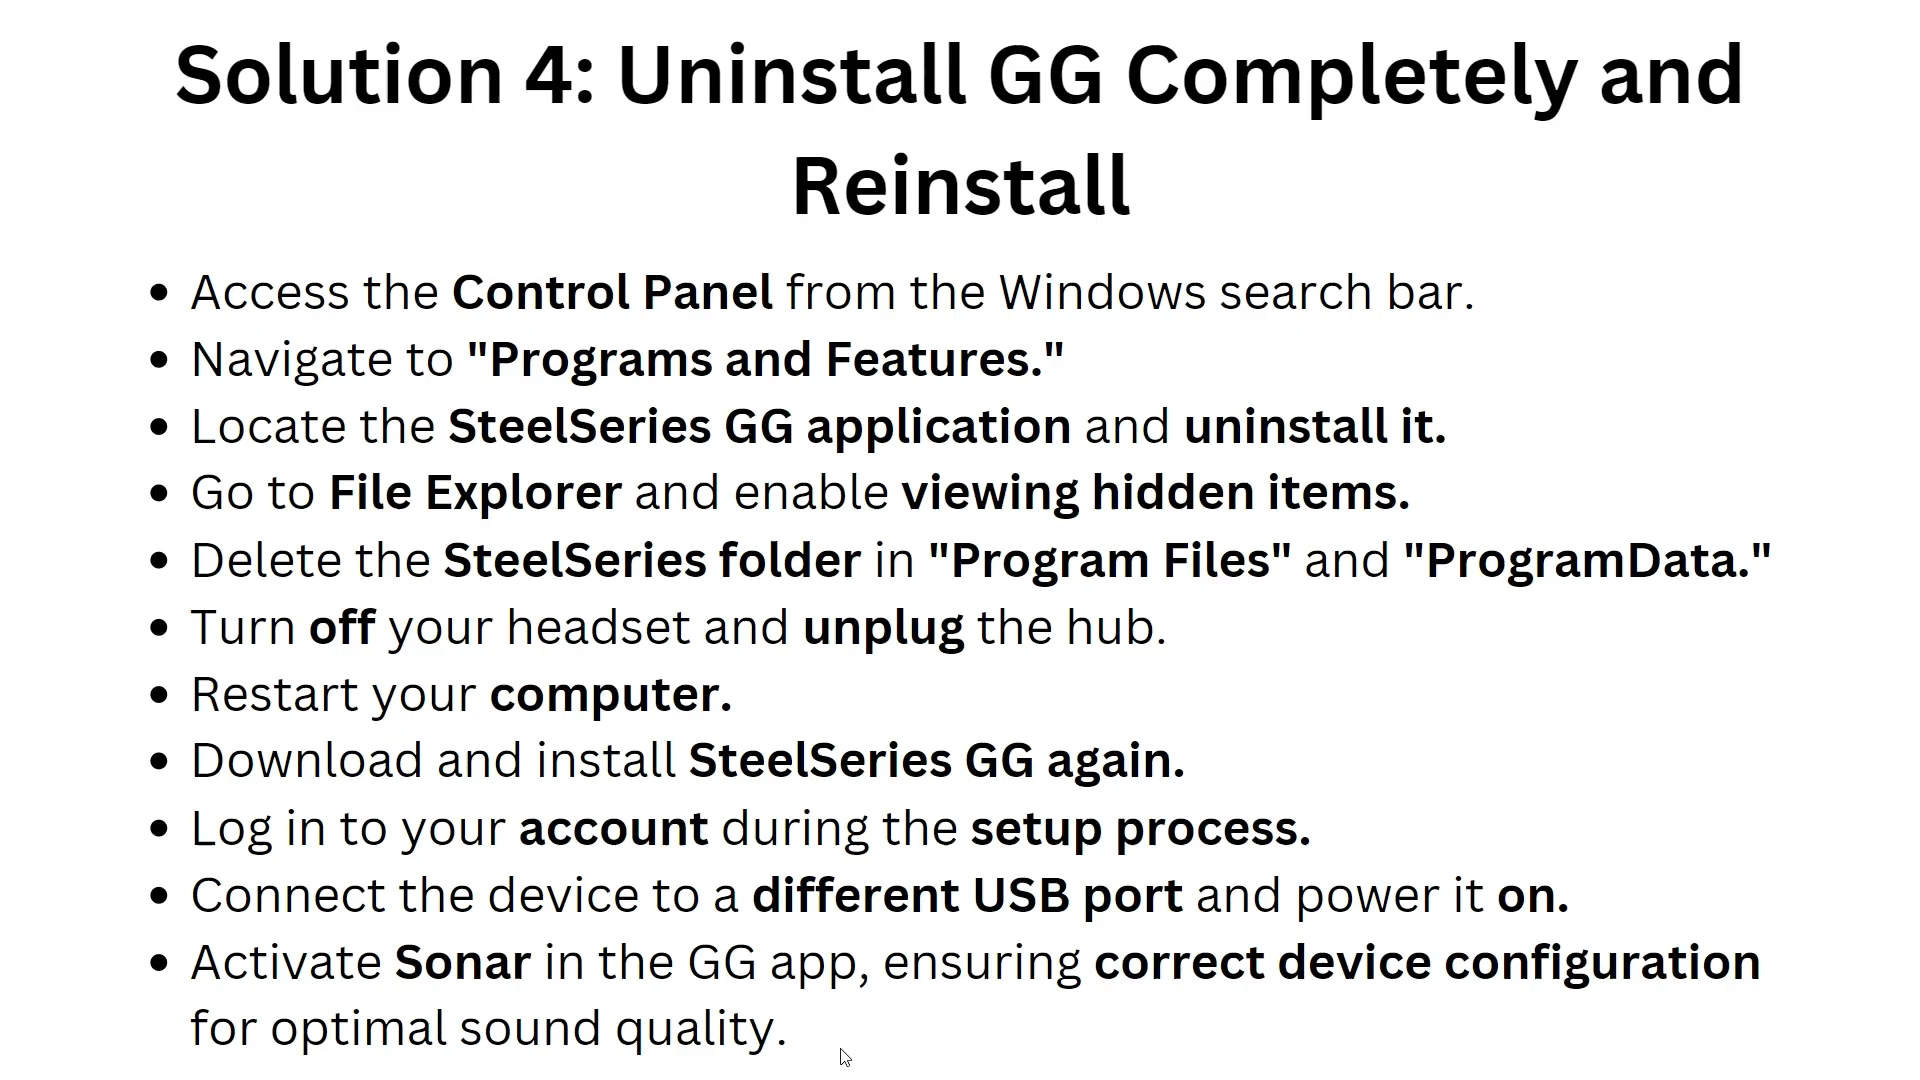 Solution 4: Uninstall GG Completely and
Reinstall
• Access the Control Panel from the Windows search bar.
• Navigate to "Programs and Features."
• Locate the SteelSeries GG application and uninstall it.
• Go to File Explorer and enable viewing hidden items.
• Delete the SteelSeries folder in "Program Files" and "ProgramData."
• Turn off your headset and unplug the hub.
• Restart your computer.
• Download and install SteelSeries GG again.
• Log in to your account during the setup process.
• Connect the device to a different USB port and power it on.
• Activate Sonar in the GG app, ensuring correct device configuration
for optimal sound quality.